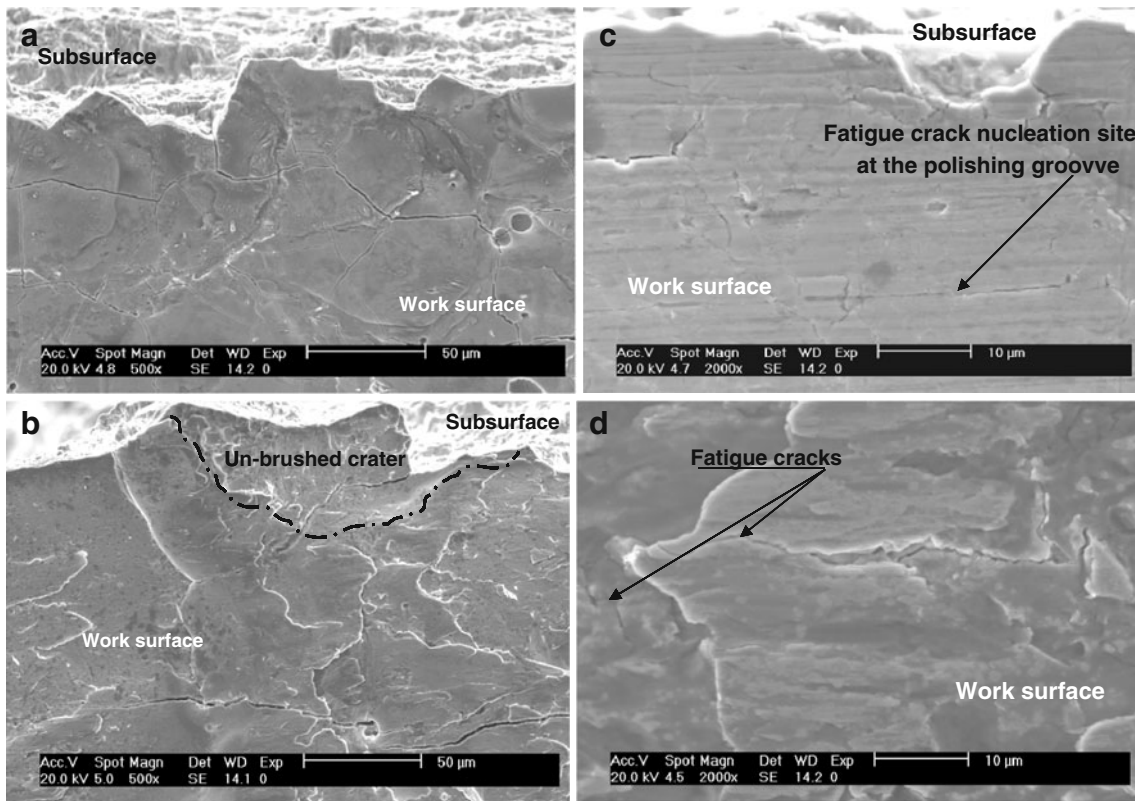 a
Subsurface
Work surface
Acc.V Spot Magn Det WD Exp
20.0 kV 4.8 500x SE 14.2 0
50 µm
b
Subsurface
Un-brushed crater
Work surface
Acc.V Spot Magn Det WD Exp
20.0 kV 5.0 500x SE 14.1 0
50 µm
c
Subsurface
Fatigue crack nucleation site
at the polishing groovve
Work surface
Acc.V Spot Magn Det WD Exp
20.0 kV 4.7 2000x SE 14.2 0
10 µm
d
Fatigue cracks
Work surface
Acc.V Spot Magn Det WD Exp
20.0 kV 4.5 2000x SE 14.2 0
10 µm